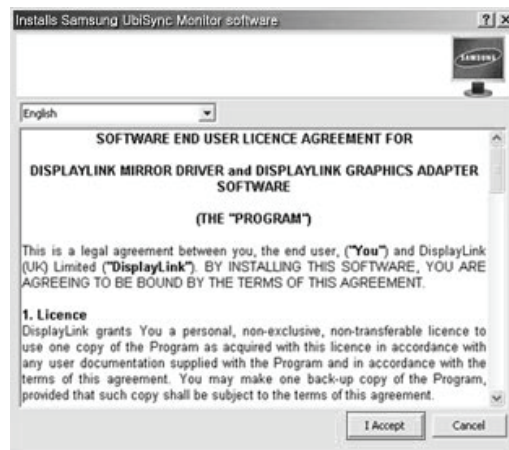 Installs Samsung UbiSync Monitor software
SAMSUNG
English
SOFTWARE END USER LICENCE AGREEMENT FOR
DISPLAYLINK MIRROR DRIVER and DISPLAYLINK GRAPHICS ADAPTER
SOFTWARE
(THE "PROGRAM")
This is a legal agreement between you, the end user, ("You") and DisplayLink
(UK) Limited ("DisplayLink"). BY INSTALLING THIS SOFTWARE, YOU ARE
AGREEING TO BE BOUND BY THE TERMS OF THIS AGREEMENT.
1. Licence
DisplayLink grants You a personal, non-exclusive, non-transferable licence to
use one copy of the Program as acquired with this licence in accordance with
any user documentation supplied with the Program and in accordance with the
terms of this agreement. You may make one back-up copy of the Program,
provided that such copy shall be subject to the terms of this agreement.
I Accept
Cancel